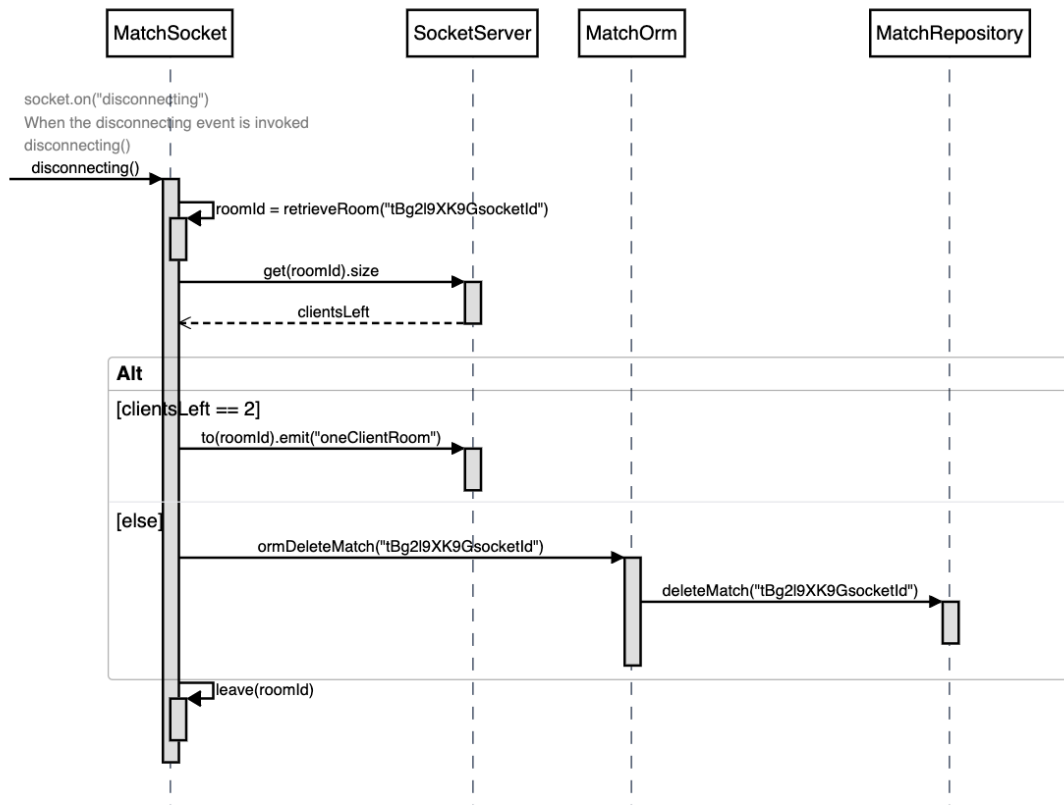 MatchSocket
SocketServer
MatchOrm
MatchRepository
socket.on("disconnecting")
When the disconnecting event is invoked
disconnecting()
disconnecting()
roomId = retrieveRoom("tBg2l9XK9GsocketId")
get(roomId).size
clientsLeft
Alt
[clientsLeft == 2]
to(roomId).emit("oneClientRoom")
[else]
ormDeleteMatch("tBg2l9XK9GsocketId")
deleteMatch("tBg2l9XK9GsocketId")
leave(roomId)